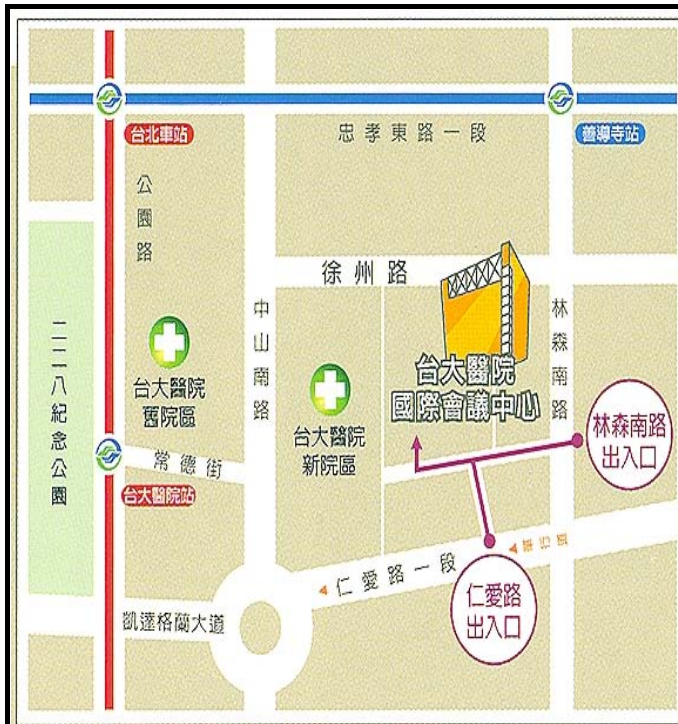 台北車站
忠孝東路一段
善導寺站
公園路
徐州路
二二八紀念公園
台大醫院
舊院區
中山南路
台大醫院
新院區
台大醫院
國際會議中心
林森南路
林森南路
出入口
常德街
台大醫院站
單行道
仁愛路一段
仁愛路
出入口
凱達格蘭大道